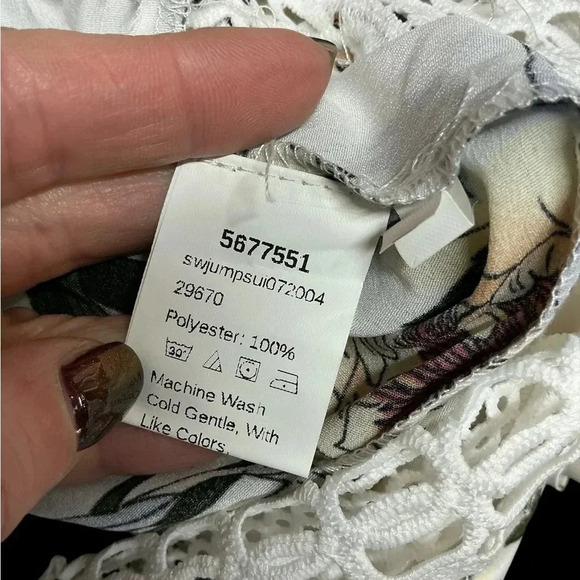 5677551
swjumpsui072004
29670
Polyester: 100%
30°
Machine Wash
Cold Gentle, With
Like Colors,